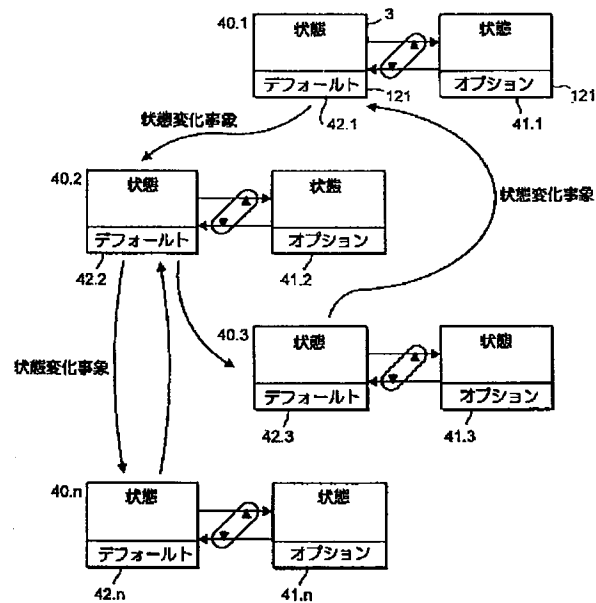 40.1
3
状態
状態
デフォールト
オプション
121
121
42.1
41.1
状態変化事象
40.2
状態
状態
状態変化事象
デフォールト
オプション
42.2
41.2
40.3
状態
状態
状態変化事象
デフォールト
オプション
42.3
41.3
40.n
状態
状態
デフォールト
オプション
42.n
41.n